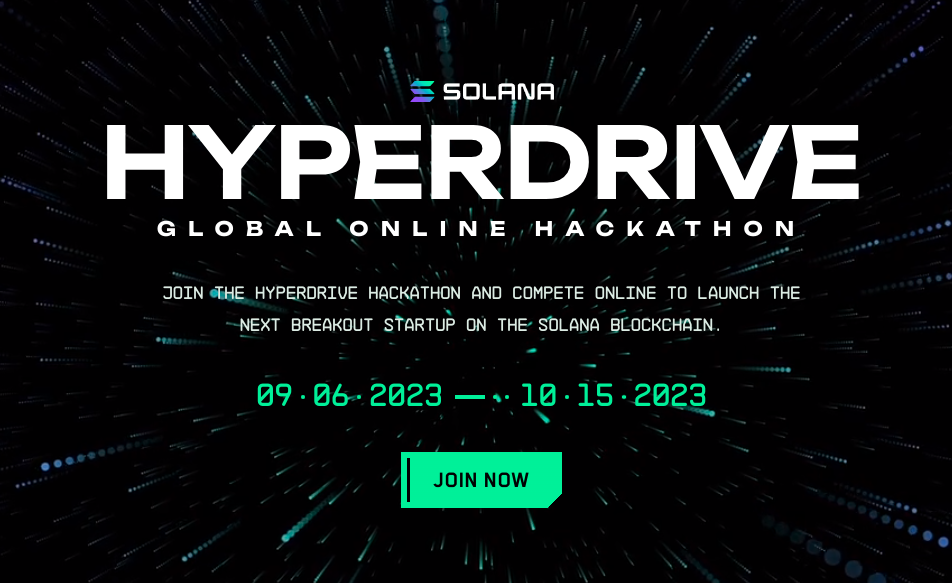 SOLANA
HYPERDRIVE
GLOBAL ONLINE HACKATHON
JOIN THE HYPERDRIVE HACKATHON AND COMPETE ONLINE TO LAUNCH THE
NEXT BREAKOUT STARTUP ON THE SOLANA BLOCKCHAIN.
09·06·2023 — 10·15·2023
JOIN NOW